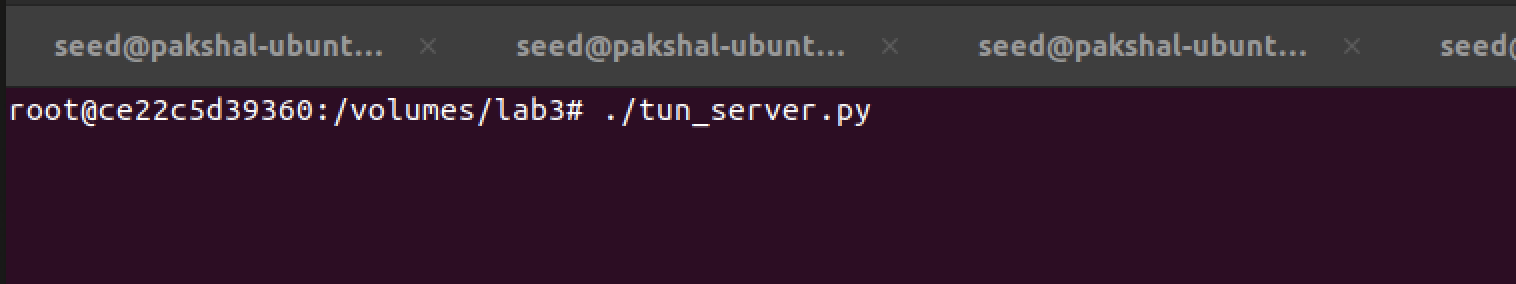 seed@pakshal-ubunt... × seed@pakshal-ubunt... × seed@pakshal-ubunt... × seed
root@ce22c5d39360:/volumes/lab3# ./tun_server.py